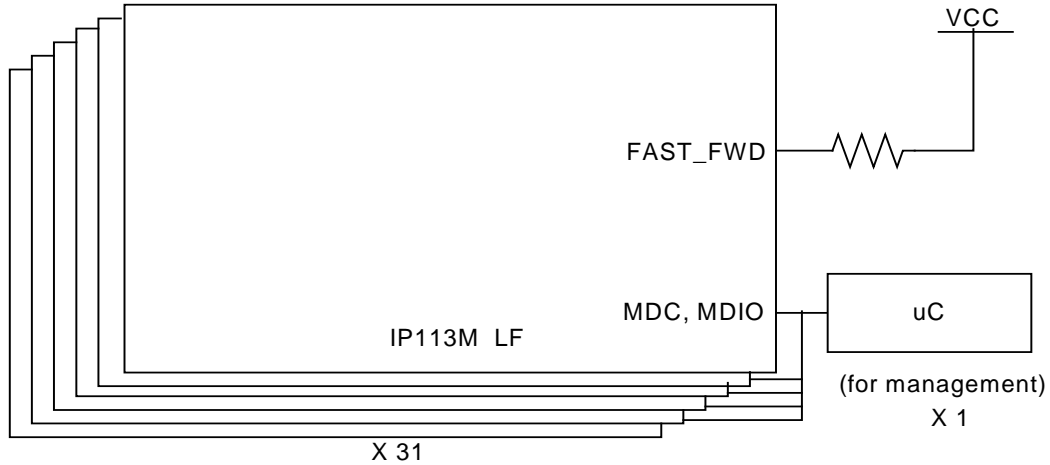 VCC
FAST_FWD
MDC, MDIO
uC
IP113M LF
(for management)
X 1
X 31